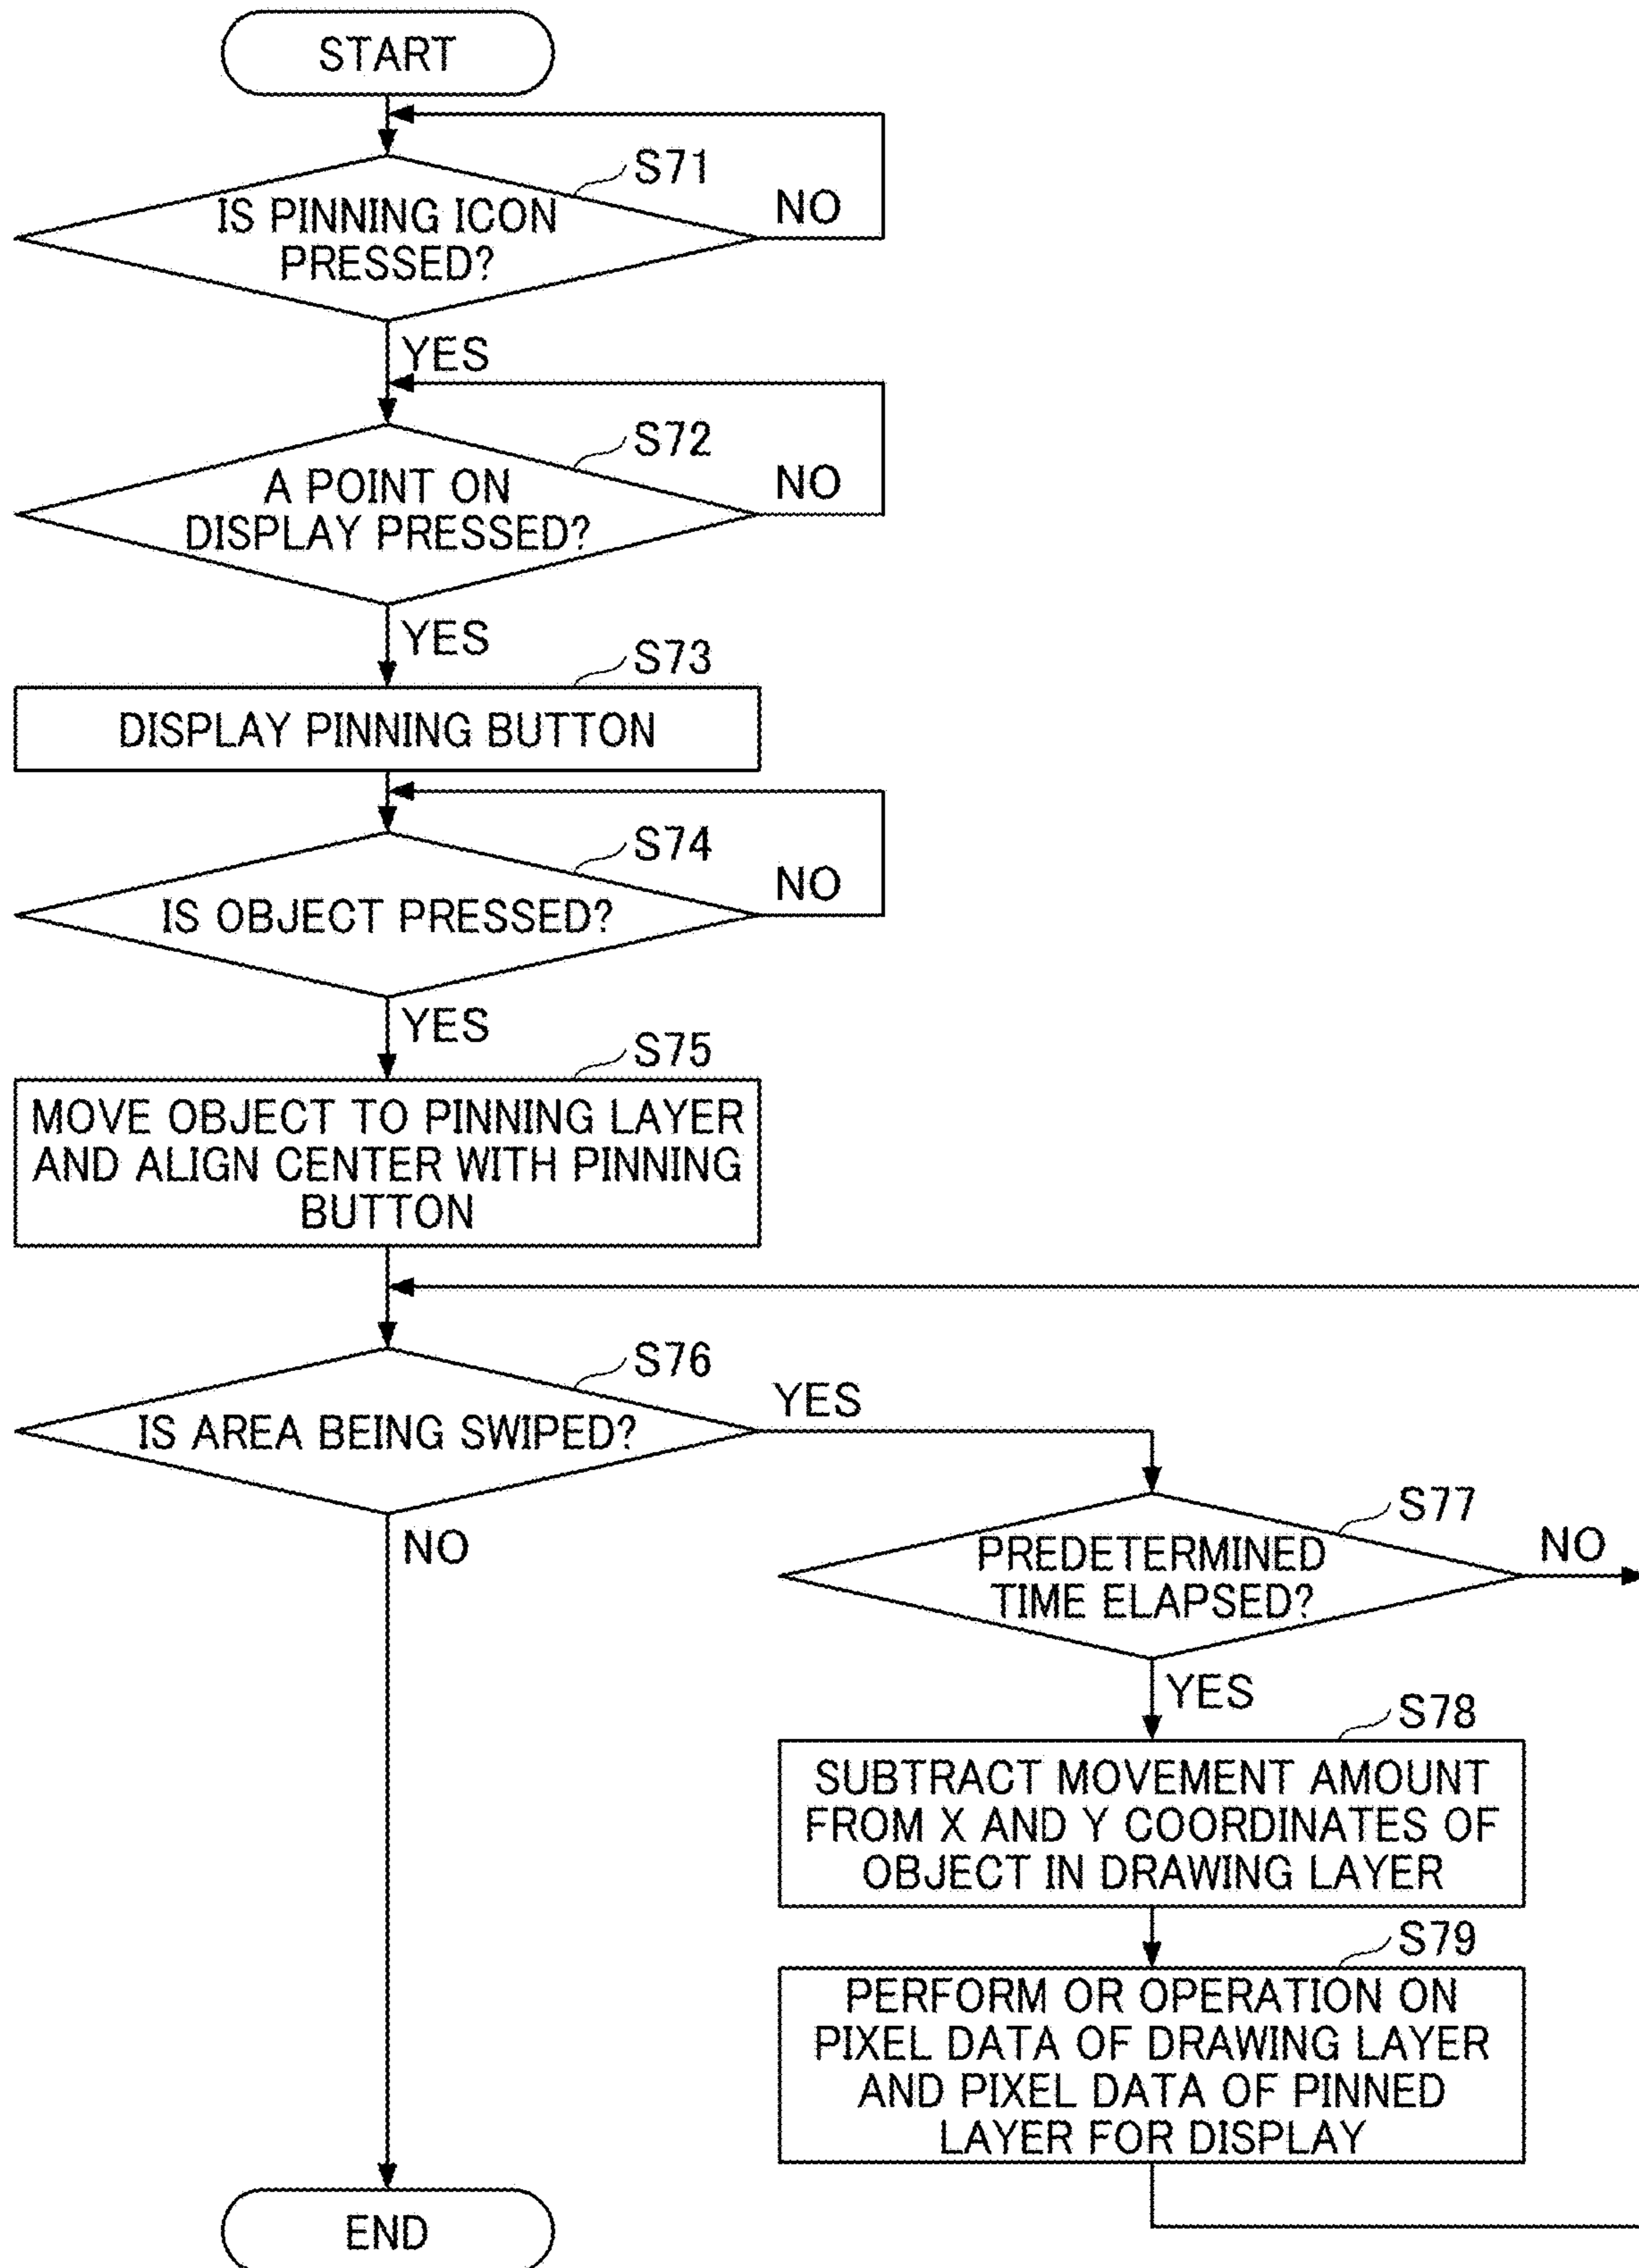 START
S71
IS PINNING ICON
PRESSED?
NO
YES
S72
A POINT ON
DISPLAY PRESSED?
NO
YES
S73
DISPLAY PINNING BUTTON
S74
IS OBJECT PRESSED?
NO
YES
S75
MOVE OBJECT TO PINNING LAYER
AND ALIGN CENTER WITH PINNING
BUTTON
S76
IS AREA BEING SWIPED?
YES
NO
S77
PREDETERMINED
TIME ELAPSED?
NO
YES
S78
SUBTRACT MOVEMENT AMOUNT
FROM X AND Y COORDINATES OF
OBJECT IN DRAWING LAYER
S79
PERFORM OR OPERATION ON
PIXEL DATA OF DRAWING LAYER
AND PIXEL DATA OF PINNED
LAYER FOR DISPLAY
END